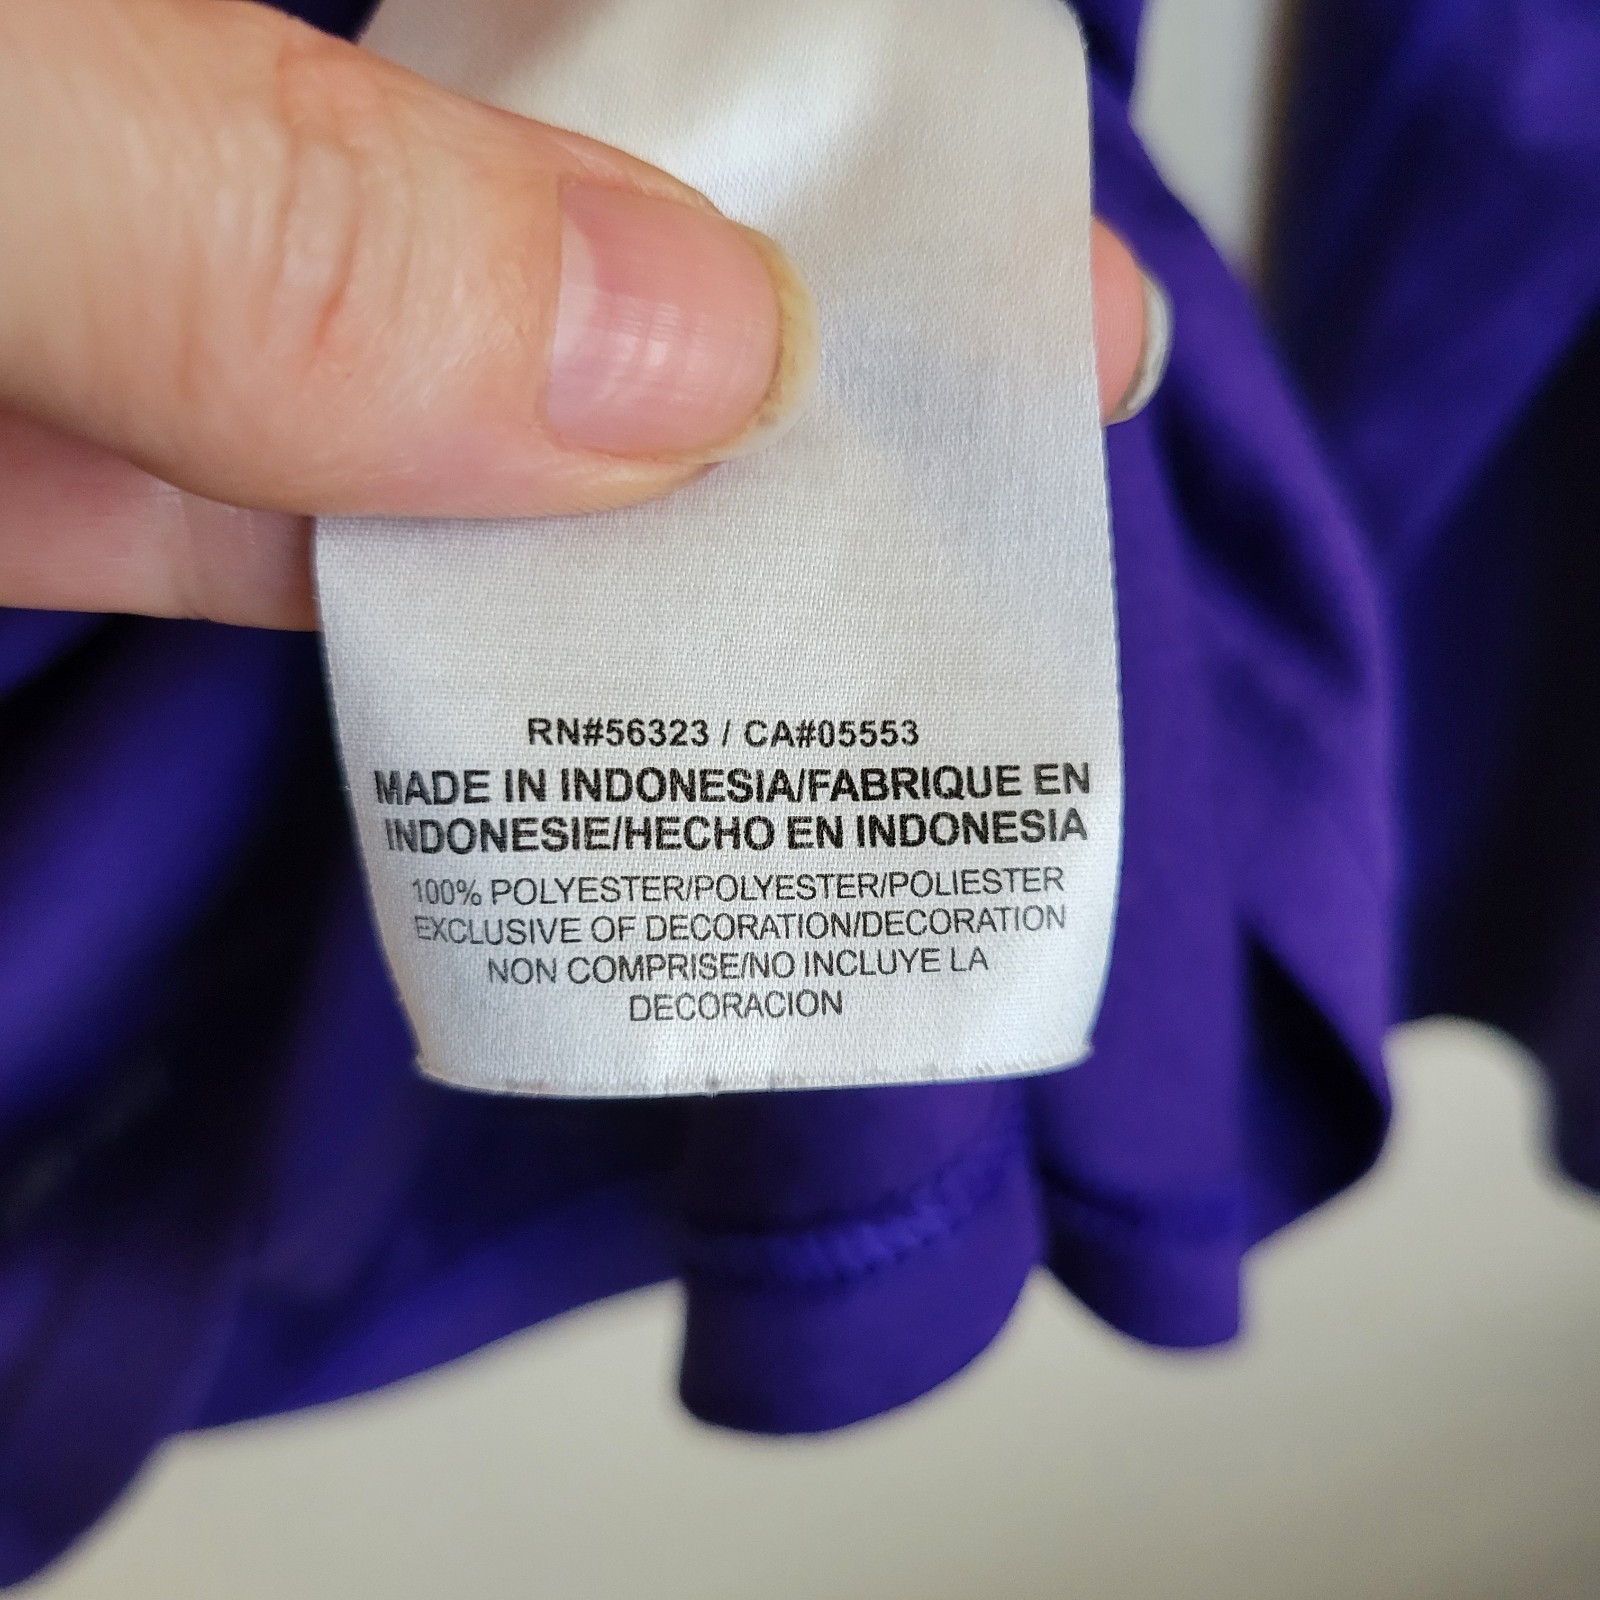 RN#56323 / CA#05553
MADE IN INDONESIA/FABRIQUE EN
INDONESIE/HECHO EN INDONESIA
100% POLYESTER/POLYESTER/POLIESTER
EXCLUSIVE OF DECORATION/DECORATION
NON COMPRISE/NO INCLUYE LA
DECORACION